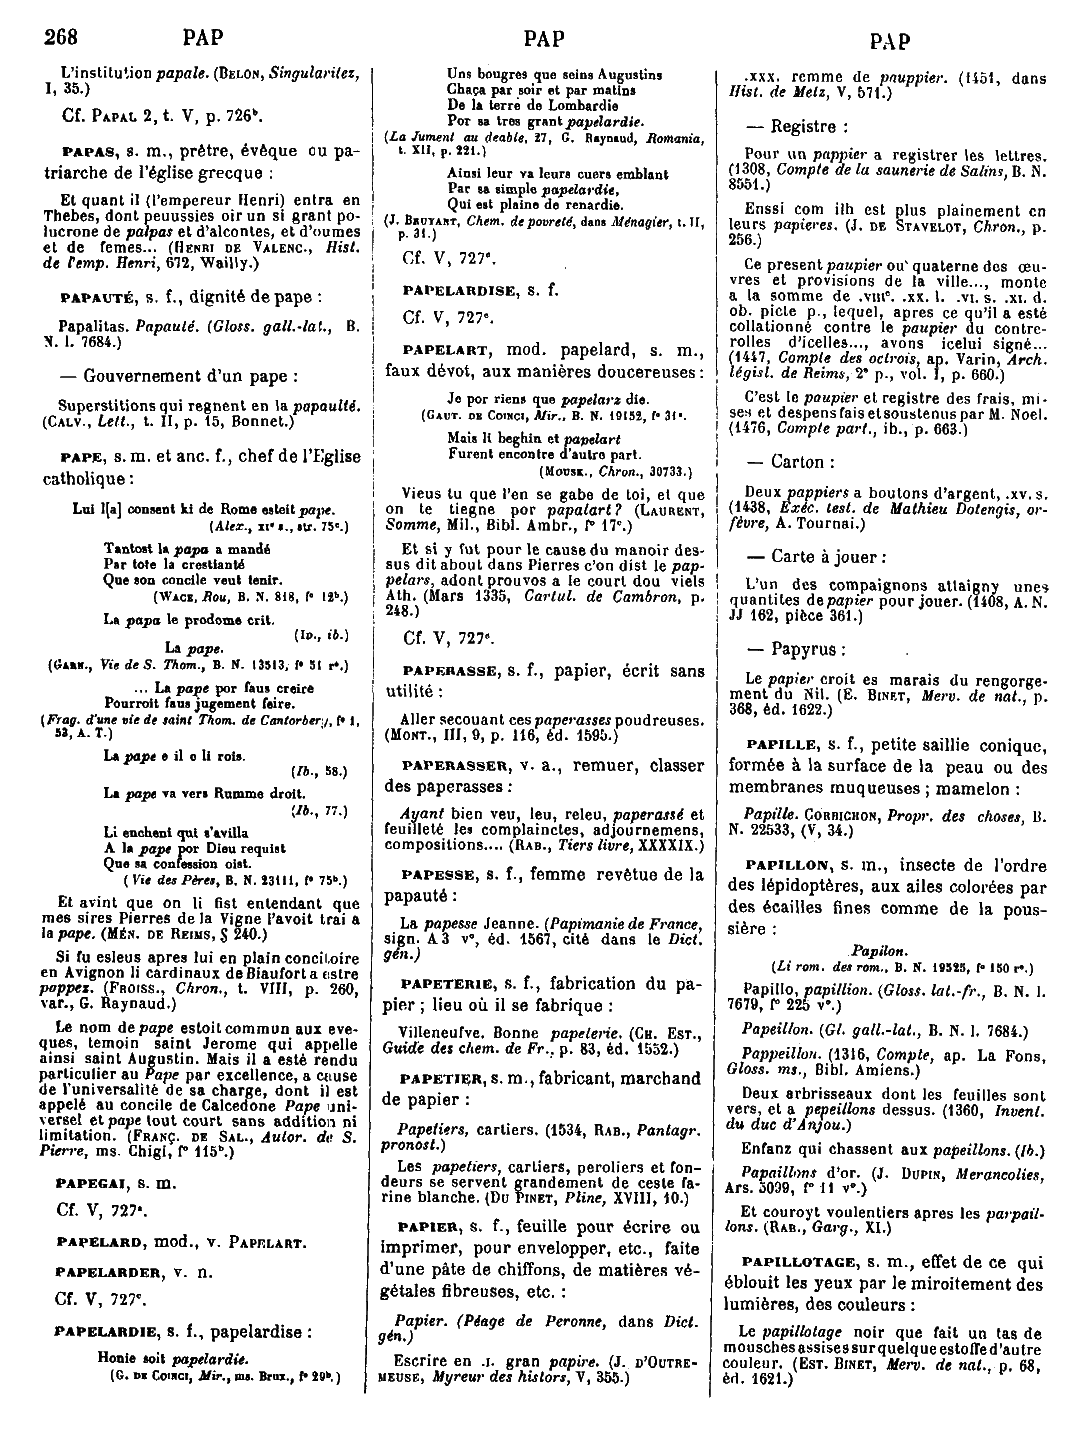 268 PAP PAP PAP
L'institution papale. (BELON, Singularitez,
I, 35.)
Cf. PAPAL 2, t. V, p. 726ᵇ.
PAPAS, s. m., prêtre, évêque ou pa-
triarche de l'église grecque :
Et quant il (l'empereur Henri) entra en
Thebes, dont peuussies oir un si grant po-
lucrone de palpas et d'alcontes, et d'oumes
et de femes... (HENRI DE VALENC., Hist.
de l'emp. Henri, 672, Wailly.)
PAPAUTÉ, s. f., dignité de pape :
Papalitas. Papauté. (Gloss. gall.-lat., B.
N. l. 7684.)
— Gouvernement d'un pape :
Superstitions qui regnent en la papaulté.
(CALV., Lett., t. II, p. 15, Bonnet.)
PAPE, s. m. et anc. f., chef de l'Eglise
catholique :
Lui l[a] consent ki de Rome esteit pape.
(Alex., XIᵉ s., str. 75ᵉ.)
Tantost la papa a mandé
Par tote la crestianté
Que son concile veut tenir.
(WACE, Rou, B. N. 818, fᵒ 12ᵇ.)
La papa le prodome crit.
(ID., ib.)
La pape.
(GARN., Vie de S. Thom., B. N. 13513, fᵒ 51 rᵒ.)
... La pape por faus creire
Pourroit faus jugement feire.
(Frag. d'une vie de saint Thom. de Cantorbery, fᵒ 1,
52, A. T.)
La pape e il o li rois.
(Ib., 58.)
La pape va vers Rumme droit.
(Ib., 77.)
Li enchent qui s'avilla
A la pape por Dieu requist
Que sa confession oist.
(Vie des Pères, B. N. 23111, fᵒ 75ᵇ.)
Et avint que on li fist entendant que
mes sires Pierres de la Vigne l'avoit trai a
la pape. (MÉN. DE REIMS, § 240.)
Si fu esleus apres lui en plain concitoire
en Avignon li cardinaux de Biaufort a estre
pappez. (FROISS., Chron., t. VIII, p. 260,
var., G. Raynaud.)
Le nom de pape estoit commun aux eve-
ques, temoin saint Jerome qui appelle
ainsi saint Augustin. Mais il a esté rendu
particulier au Pape par excellence, a cause
de l'universalité de sa charge, dont il est
appelé au concile de Calcedone Pape uni-
versel et pape tout court sans addition ni
limitation. (FRANÇ. DE SAL., Autor. de S.
Pierre, ms. Chigi, fᵒ 115ᵇ.)
PAPEGAI, s. m.
Cf. V, 727ᵃ.
PAPELARD, mod., v. PAPELART.
PAPELARDER, v. n.
Cf. V, 727ᶜ.
PAPELARDIE, s. f., papelardise :
Honie soit papelardie.
(G. DE COINCI, Mir., ms. Brux., fᵒ 29ᵇ.)
Uns bougres que seins Augustins
Chaça par soir et par matins
De la terre de Lombardie
Por sa tres grant papelardie.
(La Jument au deable, 27, G. Raynaud, Romania,
t. XII, p. 221.)
Ainsi leur va leurs cuers emblant
Par sa simple papelardie,
Qui est plaine de renardie.
(J. BRUYANT, Chem. de povreté, dans Ménagier, t. II,
p. 31.)
Cf. V, 727ᶜ.
PAPELARDISE, s. f.
Cf. V, 727ᶜ.
PAPELART, mod. papelard, s. m.,
faux dévot, aux manières doucereuses :
Je por riens que papelarz die.
(GAUT. DE COINCI, Mir., B. N. 19152, fᵒ 31ᵃ.
Mais li beghin et papelart
Furent encontre d'autre part.
(MOUSK., Chron., 30733.)
Vieus tu que l'en se gabe de toi, et que
on te tiegne por papalart ? (LAURENT,
Somme, Mil., Bibl. Ambr., fᵒ 17ᶜ.)
Et si y fut pour le cause du manoir des-
sus dit about dans Pierres c'on dist le pap-
pelars, adont prouvos a le court dou viels
Ath. (Mars 1335, Cartul. de Cambron, p.
248.)
Cf. V, 727ᶜ.
PAPERASSE, s. f., papier, écrit sans
utilité :
Aller secouant ces paperasses poudreuses.
(MONT., III, 9, p. 116, éd. 1595.)
PAPERASSER, v. a., remuer, classer
des paperasses :
Ayant bien veu, leu, releu, paperassé et
feuilleté les complainctes, adjournemens,
compositions.... (RAB., Tiers livre, XXXXIX.)
PAPESSE, s. f., femme revêtue de la
papauté :
La papesse Jeanne. (Papimanie de France,
sign. A 3 vᵒ, éd. 1567, cité dans le Dict.
gén.)
PAPETERIE, s. f., fabrication du pa-
pier ; lieu où il se fabrique :
Villeneufve. Bonne papeterie. (CH. EST.,
Guide des chem. de Fr., p. 83, éd. 1552.)
PAPETIER, s. m., fabricant, marchand
de papier :
Papetiers, cartiers. (1534, RAB., Pantagr.
pronost.)
Les papetiers, cartiers, peroliers et fon-
deurs se servent grandement de ceste fa-
rine blanche. (DU PINET, Pline, XVIII, 10.)
PAPIER, s. f., feuille pour écrire ou
imprimer, pour envelopper, etc., faite
d'une pâte de chiffons, de matières vé-
gétales fibreuses, etc. :
Papier. (Péage de Peronne, dans Dict.
gén.)
Escrire en .I. gran papire. (J. D'OUTRE-
MEUSE, Myreur des histors, V, 355.)
.XXX. remme de pauppier. (1451, dans
Hist. de Metz, V, 571.)
— Registre :
Pour un pappier a registrer les lettres.
(1308, Compte de la saunerie de Salins, B. N.
8551.)
Enssi com ilh est plus plainement en
leurs papieres. (J. DE STAVELOT, Chron., p.
256.)
Ce present paupier ou quaterne des œu-
vres et provisions de la ville..., monte
a la somme de .VIIIᶜ. .XX. l. .VI. s. .XI. d.
ob. picte p., lequel, apres ce qu'il a esté
collationné contre le paupier du contre-
rolles d'icelles..., avons icelui signé...
(1447, Compte des octrois, ap. Varin, Arch.
législ. de Reims, 2ᵉ p., vol. I, p. 660.)
C'est le paupier et registre des frais, mi-
ses et despens fais et soustenus par M. Noel.
(1476, Compte part., ib., p. 663.)
— Carton :
Deux pappiers a boutons d'argent, .XV. s.
(1438, Exéc. test. de Mathieu Dotengis, or-
févre, A. Tournai.)
— Carte à jouer :
L'un des compaignons atlaigny unes
quantites de papier pour jouer. (1408, A. N.
JJ 162, pièce 361.)
— Papyrus :
Le papier croit es marais du rengorge-
ment du Nil. (E. BINET, Merv. de nat., p.
368, éd. 1622.)
PAPILLE, s. f., petite saillie conique,
formée à la surface de la peau ou des
membranes muqueuses ; mamelon :
Papille. CORBICHON, Propr. des choses, B.
N. 22533, (V, 34.)
PAPILLON, s. m., insecte de l'ordre
des lépidoptères, aux ailes colorées par
des écailles fines comme de la pous-
sière :
Papilon.
(Li rom. des rom., B. N. 19525, fᵒ 150 rᵒ.)
Papillo, papillion. (Gloss. lat.-fr., B. N. l.
7679, fᵒ 225 vᵒ.)
Papeillon. (Gl. gall.-lat., B. N. l. 7684.)
Pappeillon. (1316, Compte, ap. La Fons,
Gloss. ms., Bibl. Amiens.)
Deux arbrisseaux dont les feuilles sont
vers, et a pepeillons dessus. (1360, Invent.
du duc d'Anjou.)
Enfanz qui chassent aux papeillons. (Ib.)
Papaillons d'or. (J. DUPIN, Merancolies,
Ars. 5099, fᵒ 11 vᵒ.)
Et couroyt voulentiers apres les parpail-
lons. (RAB., Garg., XI.)
PAPILLOTAGE, s. m., effet de ce qui
éblouit les yeux par le miroitement des
lumières, des couleurs :
Le papillotage noir que fait un tas de
mousches assises sur quelque estoffe d'autre
couleur. (EST. BINET, Merv. de nat., p. 68,
éd. 1621.)